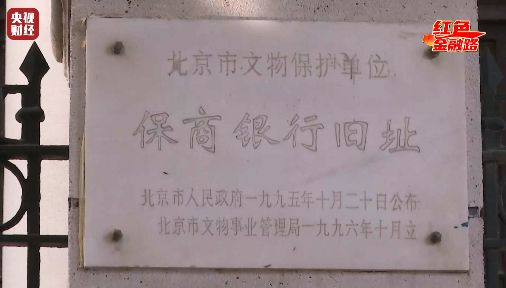 央视财经
红色
金融路
北京市文物保护单位
保商银行旧址
北京市人民政府一九九五年十月二十日公布
北京市文物事业管理局一九九六年十月立